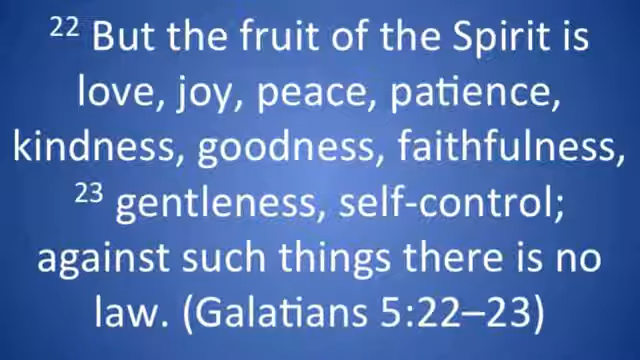 22 But the fruit of the Spirit is
love, joy, peace, patience,
kindness, goodness, faithfulness,
23 gentleness, self-control;
against such things there is no
law. (Galatians 5:22–23)